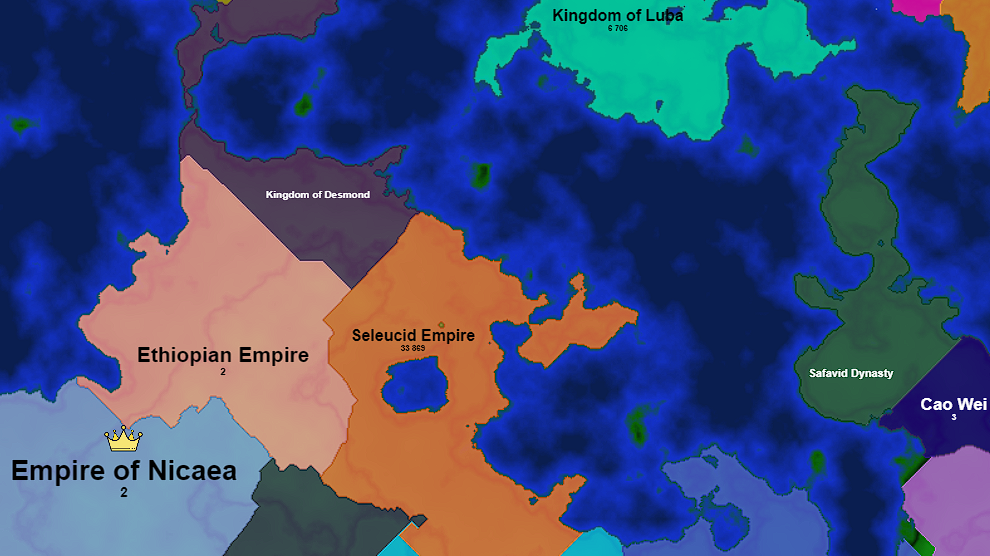 Kingdom of Luba
6 706
Kingdom of Desmond
Seleucid Empire
33 869
Ethiopian Empire
2
Safavid Dynasty
Cao Wei
3
Empire of Nicaea
2